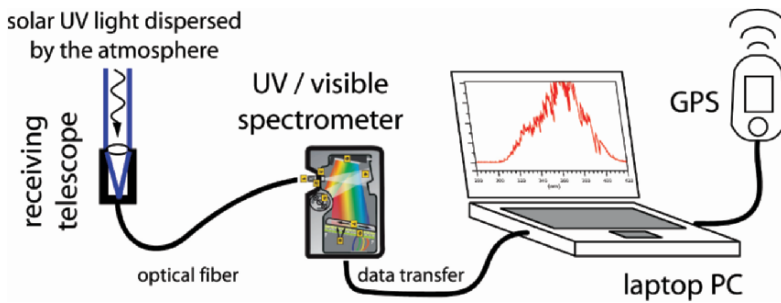 solar UV light dispersed
by the atmosphere
receiving
telescope
UV / visible
spectrometer
GPS
optical fiber
data transfer
laptop PC
(nm)